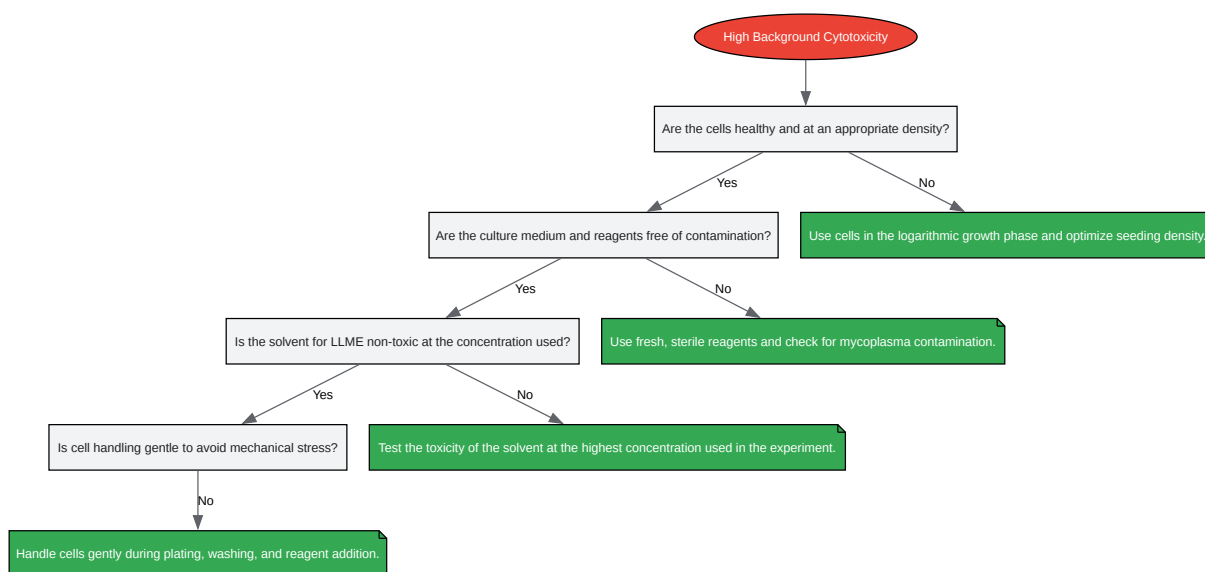 High Background Cytotoxicity
Are the cells healthy and at an appropriate density?
Yes
No
Are the culture medium and reagents free of contamination?
Use cells in the logarithmic growth phase and optimize seeding density.
Yes
No
Is the solvent for LLME non-toxic at the concentration used?
Use fresh, sterile reagents and check for mycoplasma contamination.
Yes
No
Is cell handling gentle to avoid mechanical stress?
Test the toxicity of the solvent at the highest concentration used in the experiment.
No
Handle cells gently during plating, washing, and reagent addition.